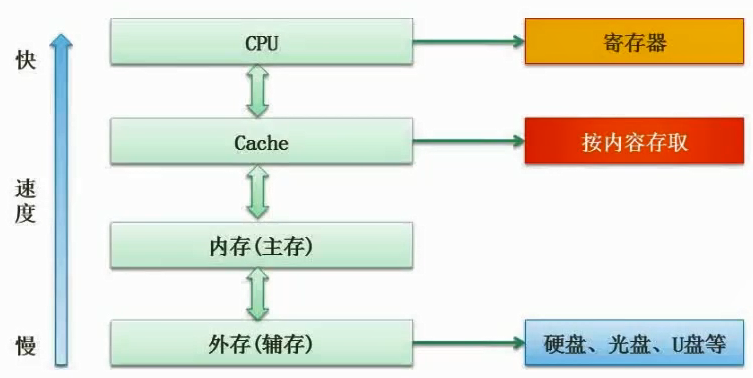 快
CPU
寄存器
Cache
按内容存取
速度
内存(主存)
慢
外存(辅存)
硬盘、光盘、U盘等